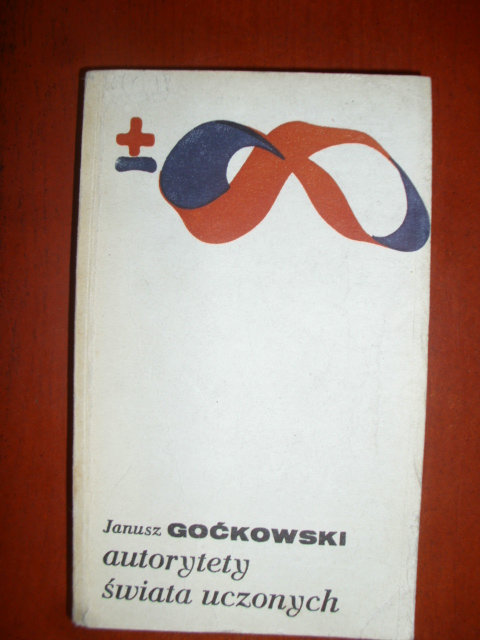 ±∞
Janusz GOĆKOWSKI
autorytety
świata uczonych